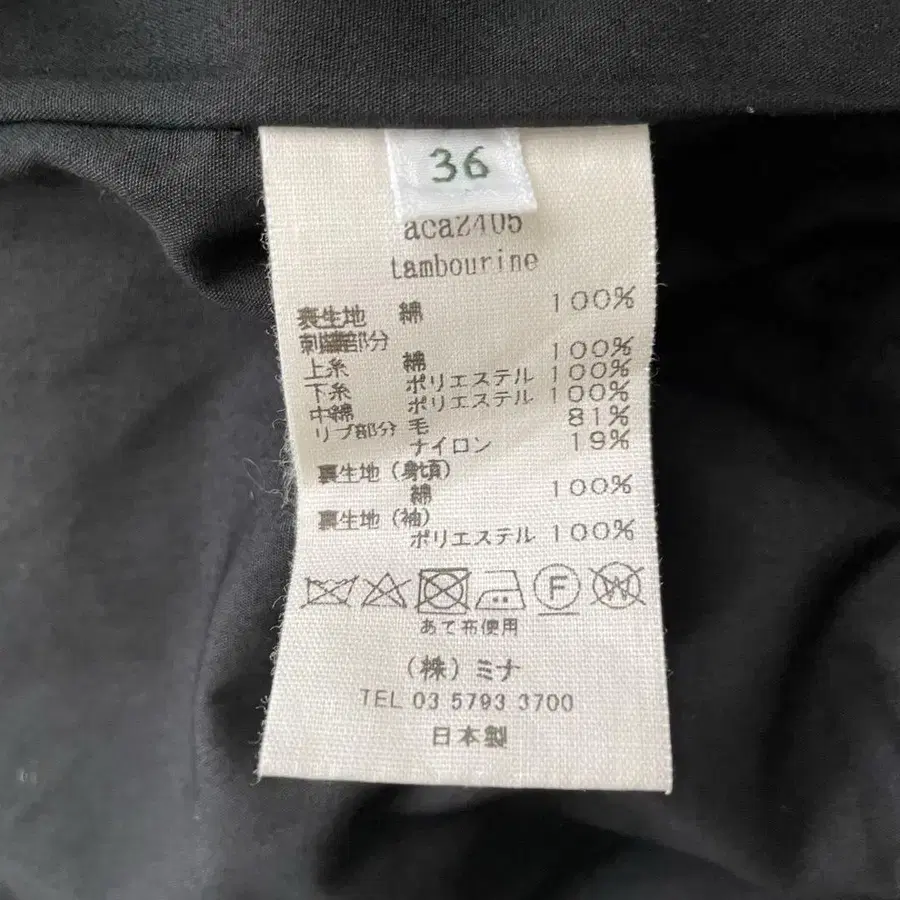 36
aca2405
tambourine
表生地 綿 100%
刺繍部分
上糸 綿 100%
下糸 ポリエステル 100%
中綿 ポリエステル 100%
リブ部分 毛 81%
ナイロン 19%
裏生地(身頃)
綿 100%
裏生地(袖)
ポリエステル 100%
F W
あて布使用
(株)ミナ
TEL 03 5793 3700
日本製